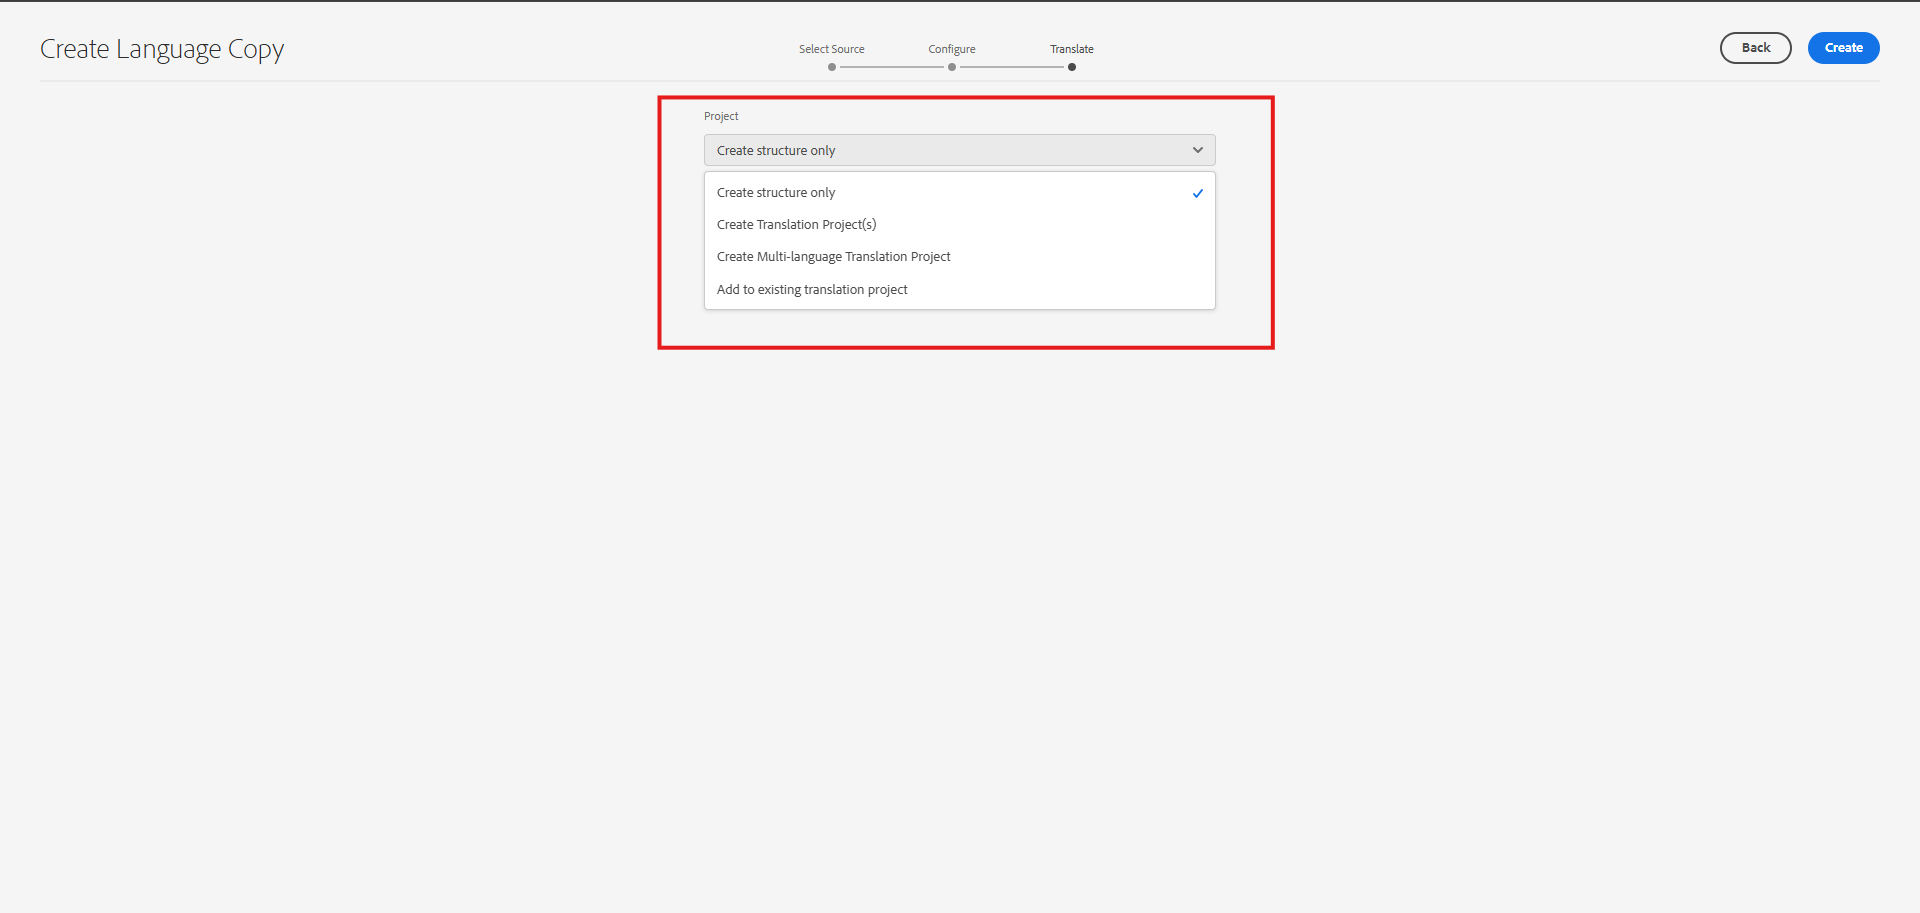 Create Language Copy
Select Source
Configure
Translate
Back
Create
Project
Create structure only
Create structure only
Create Translation Project(s)
Create Multi-language Translation Project
Add to existing translation project